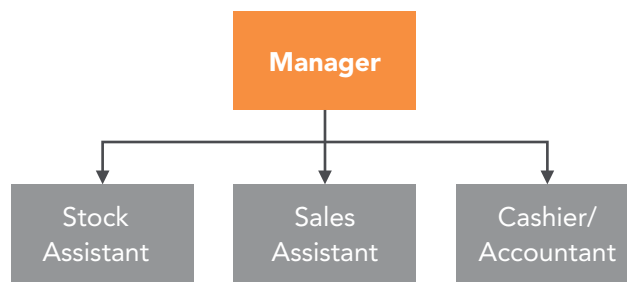 Manager
Stock
Assistant
Sales
Assistant
Cashier/
Accountant